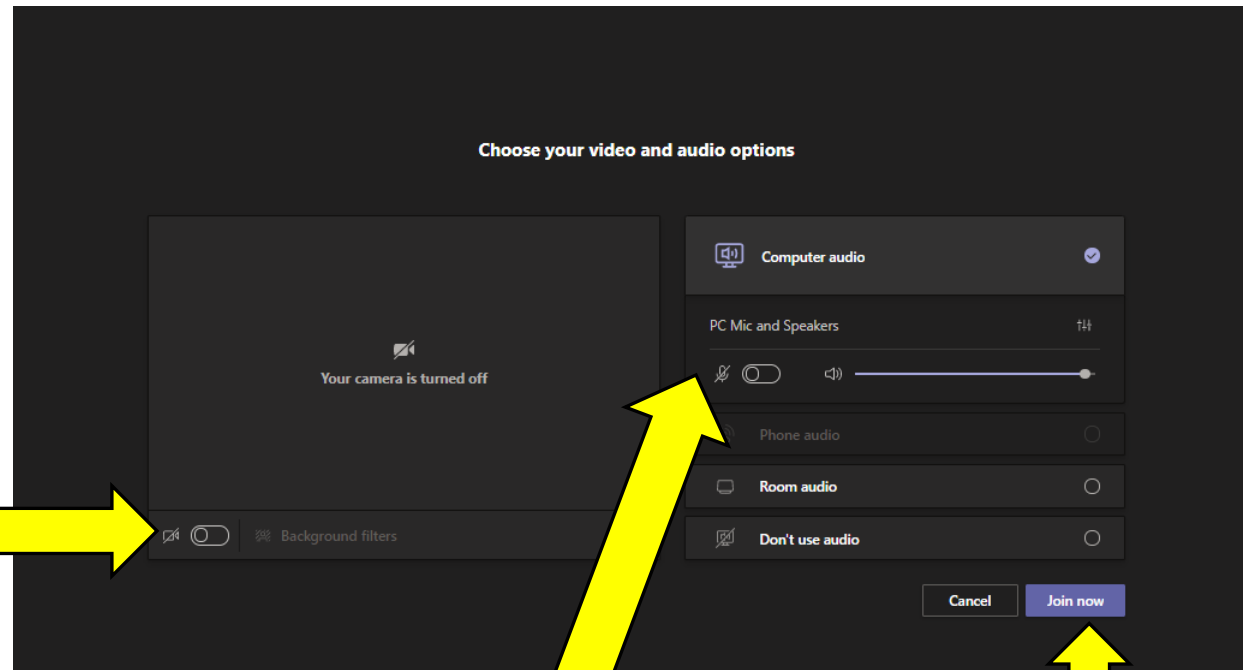 Choose your video and audio options
Your camera is turned off
Background filters
Computer audio
PC Mic and Speakers
Phone audio
Room audio
Don't use audio
Cancel
Join now